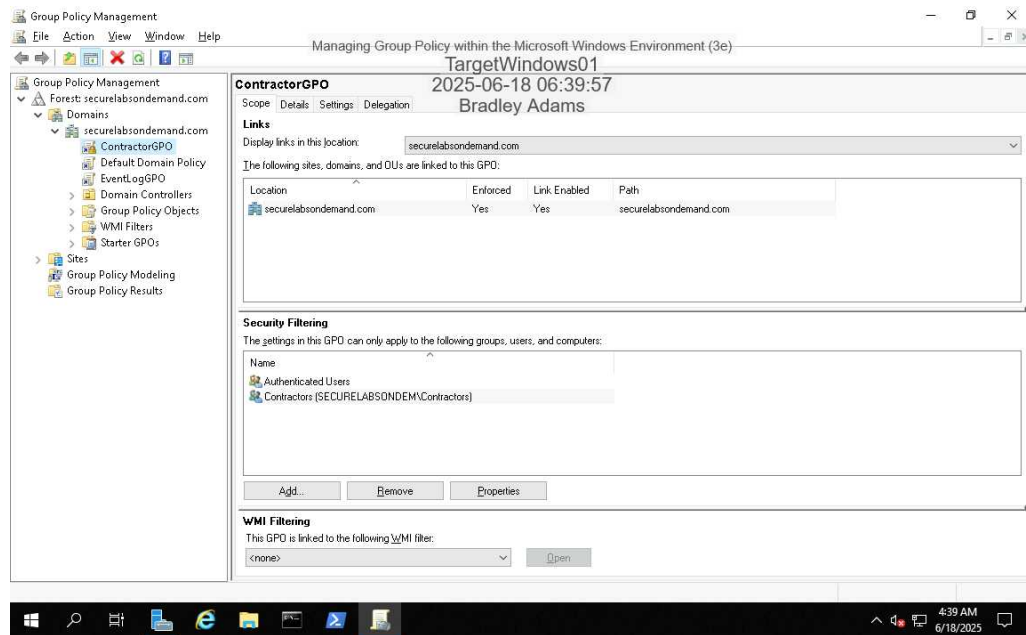 Group Policy Management
File Action View Window Help
Managing Group Policy within the Microsoft Windows Environment (3e)
TargetWindows01
2025-06-18 06:39:57
Bradley Adams
Group Policy Management
Forest: securelabsondemand.com
Domains
securelabsondemand.com
ContractorGPO
Default Domain Policy
EventLogGPO
Domain Controllers
Group Policy Objects
WMI Filters
Starter GPOs
Sites
Group Policy Modeling
Group Policy Results
ContractorGPO
Scope Details Settings Delegation
Links
Display links in this location: securelabsondemand.com
The following sites, domains, and OUs are linked to this GPO:
Location Enforced Link Enabled Path
securelabsondemand.com Yes Yes securelabsondemand.com
Security Filtering
The settings in this GPO can only apply to the following groups, users, and computers:
Name
Authenticated Users
Contractors (SECURELABSONDEM\Contractors)
Add... Remove Properties
WMI Filtering
This GPO is linked to the following WMI filter:
<none> Open
4:39 AM
6/18/2025